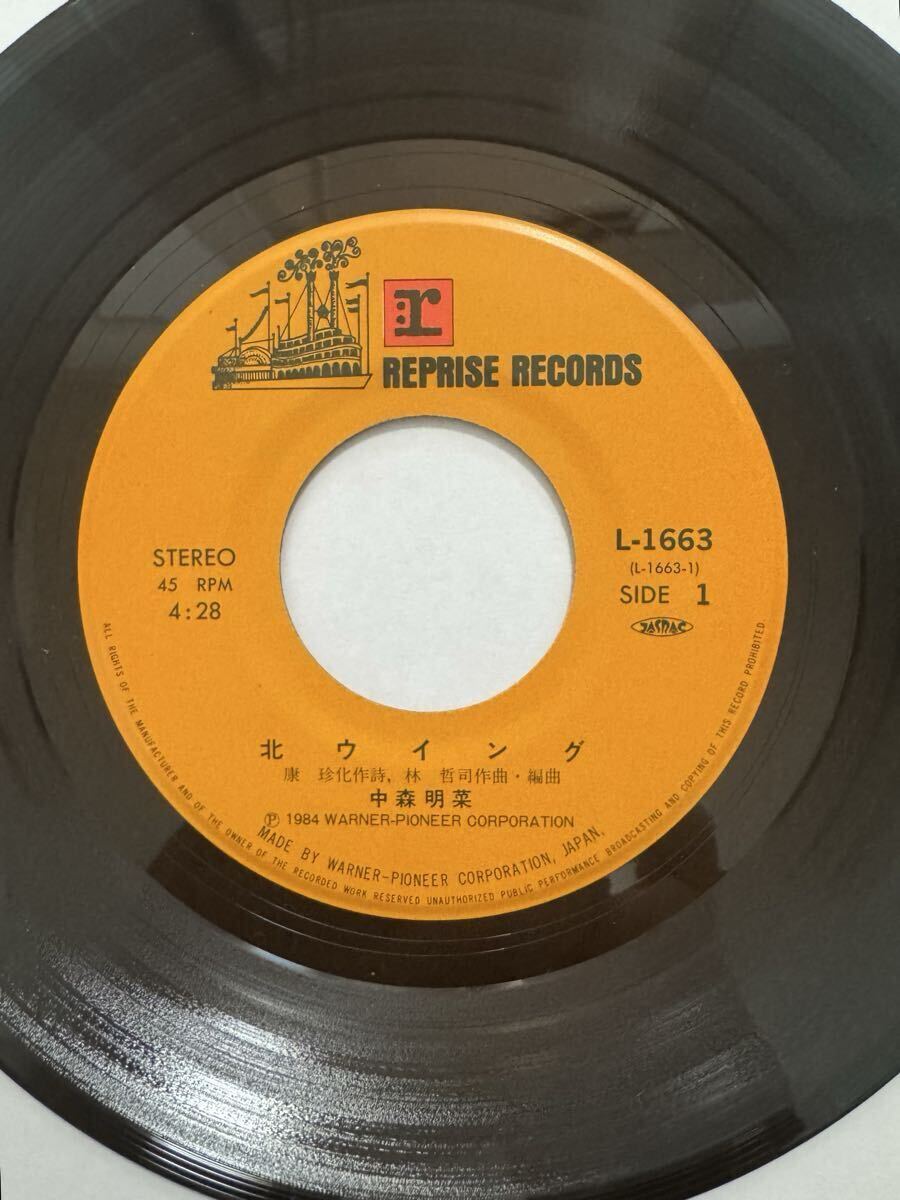 r
REPRISE RECORDS
STEREO
45 RPM
4:28
L-1663
(L-1663-1)
SIDE 1
JASRAC
北ウイング
康 珍化作詩, 林 哲司作曲・編曲
中森明菜
Ⓟ 1984 WARNER-PIONEER CORPORATION
MADE BY WARNER-PIONEER CORPORATION, JAPAN,
ALL RIGHTS OF THE MANUFACTURER AND OF THE OWNER OF THE RECORDED WORK RESERVED UNAUTHORIZED PUBLIC PERFORMANCE BROADCASTING AND COPYING OF THIS RECORD PROHIBITED.